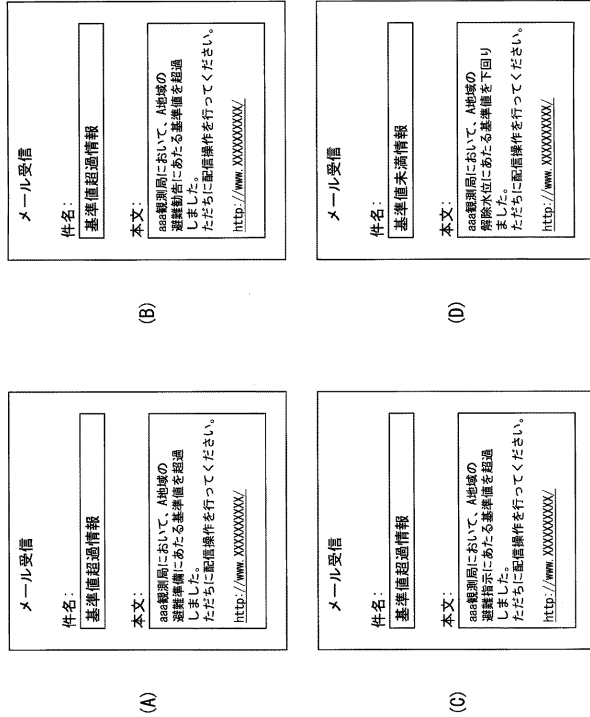 (A)
メール受信
件名：
基準値超過情報
本文：
aaa観測局において、A地域の
避難準備にあたる基準値を超過
しました。
ただちに配信操作を行ってください。
http://www.XXXXXXXXXX/
(B)
メール受信
件名：
基準値超過情報
本文：
aaa観測局において、A地域の
避難勧告にあたる基準値を超過
しました。
ただちに配信操作を行ってください。
http://www.XXXXXXXXXX/
(C)
メール受信
件名：
基準値超過情報
本文：
aaa観測局において、A地域の
避難指示にあたる基準値を超過
しました。
ただちに配信操作を行ってください。
http://www.XXXXXXXXXX/
(D)
メール受信
件名：
基準値未満情報
本文：
aaa観測局において、A地域の
解除水位にあたる基準値を下回り
ました。
ただちに配信操作を行ってください。
http://www.XXXXXXXXXX/